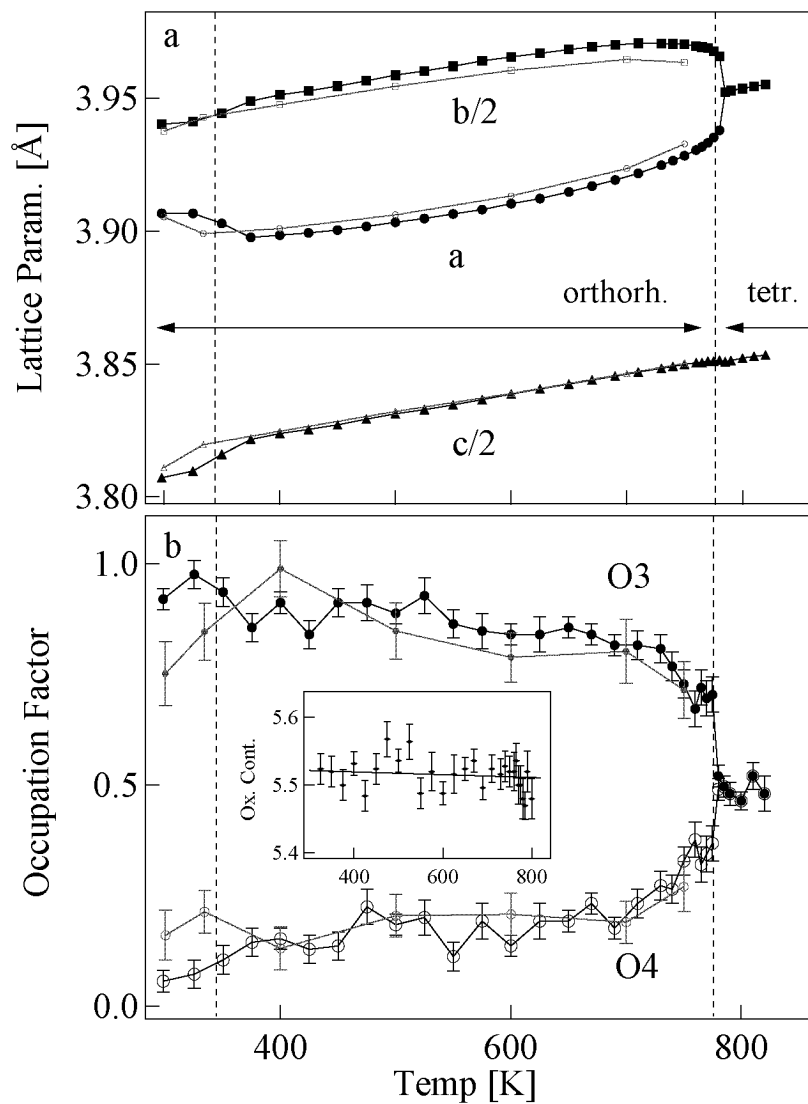 a
3.95
b/2
3.90
a
Lattice Param. [Å]
orthorh.
tetr.
3.85
c/2
3.80
1.0
b
O3
Occupation Factor
5.6
Ox. Cont.
5.5
0.5
5.4
400
600
800
O4
0.0
400
600
800
Temp [K]